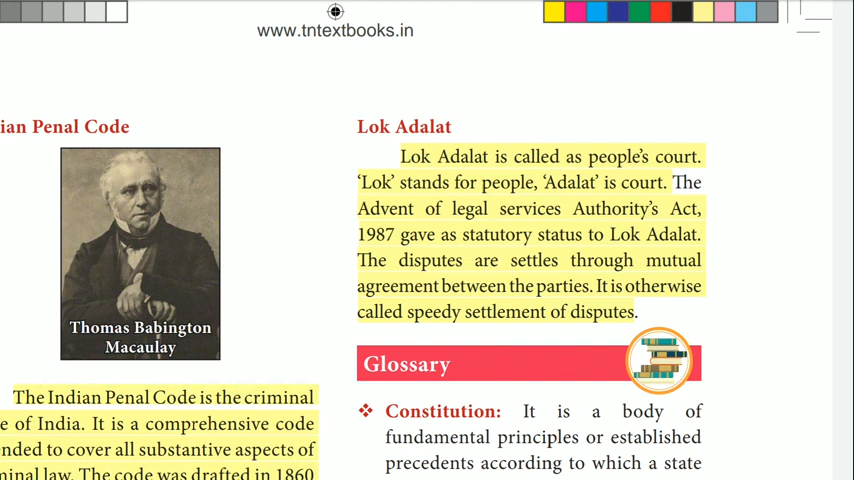 www.tntextbooks.in
ian Penal Code
Thomas Babington
Macaulay
The Indian Penal Code is the criminal
e of India. It is a comprehensive code
nded to cover all substantive aspects of
minal law. The code was drafted in 1860
Lok Adalat
Lok Adalat is called as people's court.
'Lok' stands for people, 'Adalat' is court. The
Advent of legal services Authority's Act,
1987 gave as statutory status to Lok Adalat.
The disputes are settles through mutual
agreement between the parties. It is otherwise
called speedy settlement of disputes.
Glossary
❖ Constitution: It is a body of
fundamental principles or established
precedents according to which a state